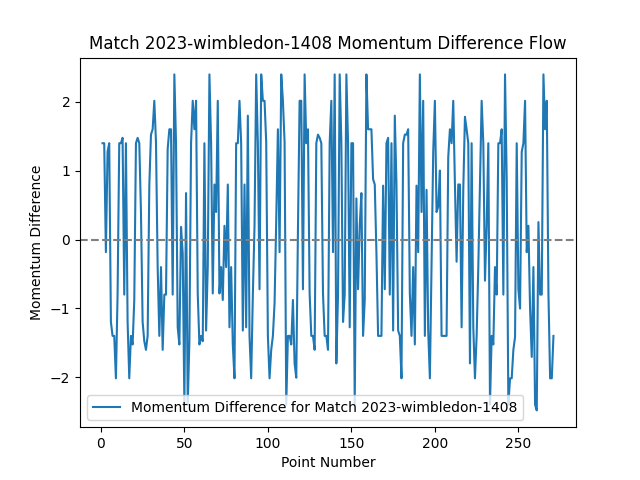 Match 2023-wimbledon-1408 Momentum Difference Flow
Momentum Difference
2
1
0
−1
−2
Momentum Difference for Match 2023-wimbledon-1408
0 50 100 150 200 250
Point Number